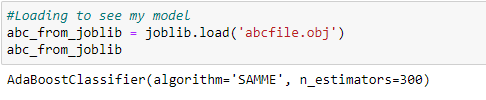 #Loading to see my model
abc_from_joblib = joblib.load('abcfile.obj')
abc_from_joblib
AdaBoostClassifier(algorithm='SAMME', n_estimators=300)